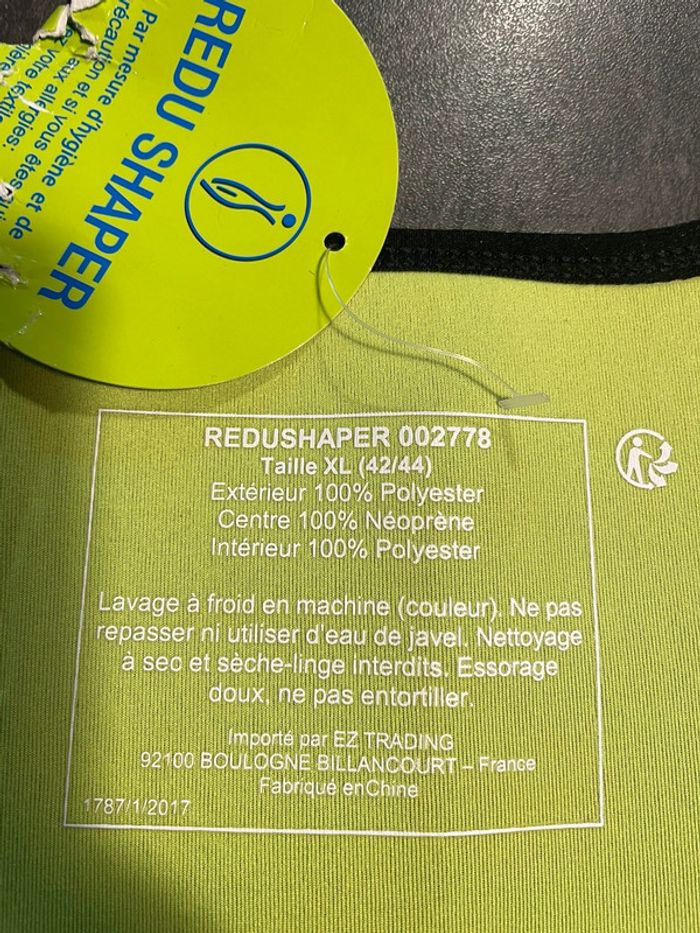 REDU SHAPER
Par mesure d'hygiène et de
précaution et si vous êtes
aux allergies:
votre textile
REDUSHAPER 002778
Taille XL (42/44)
Extérieur 100% Polyester
Centre 100% Néoprène
Intérieur 100% Polyester
Lavage à froid en machine (couleur). Ne pas
repasser ni utiliser d'eau de javel. Nettoyage
à sec et sèche-linge interdits. Essorage
doux, ne pas entortiller.
Importé par EZ TRADING
92100 BOULOGNE BILLANCOURT – France
Fabriqué enChine
1787/1/2017